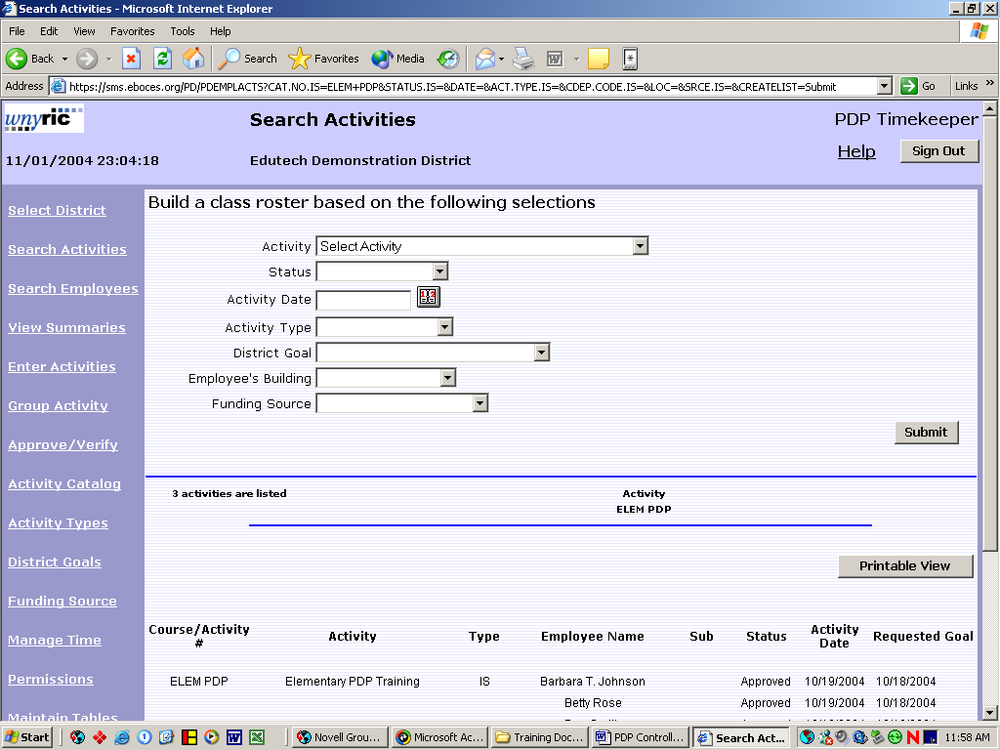 Search Activities - Microsoft Internet Explorer
File Edit View Favorites Tools Help
Back Search Favorites Media
Address https://sms.eboces.org/PD/PDEMPLACTS?CAT.NO.IS=ELEM+PDP&STATUS.IS=&DATE=&ACT.TYPE.IS=&CDEP.CODE.IS=&LOC=&SRCE.IS=&CREATELIST=Submit Go Links »
wnyric Search Activities PDP Timekeeper
11/01/2004 23:04:18 Edutech Demonstration District Help Sign Out
Select District
Search Activities
Search Employees
View Summaries
Enter Activities
Group Activity
Approve/Verify
Activity Catalog
Activity Types
District Goals
Funding Source
Manage Time
Permissions
Maintain Tables
Build a class roster based on the following selections
Activity Select Activity
Status
Activity Date
Activity Type
District Goal
Employee's Building
Funding Source
Submit
3 activities are listed Activity
ELEM PDP
Printable View
Course/Activity # Activity Type Employee Name Sub Status Activity Date Requested Goal
ELEM PDP Elementary PDP Training IS Barbara T. Johnson Approved 10/19/2004 10/18/2004
Betty Rose Approved 10/19/2004 10/18/2004
Start Novell Grou... Microsoft Ac... Training Doc... PDP Controll... Search Act... 11:58 AM